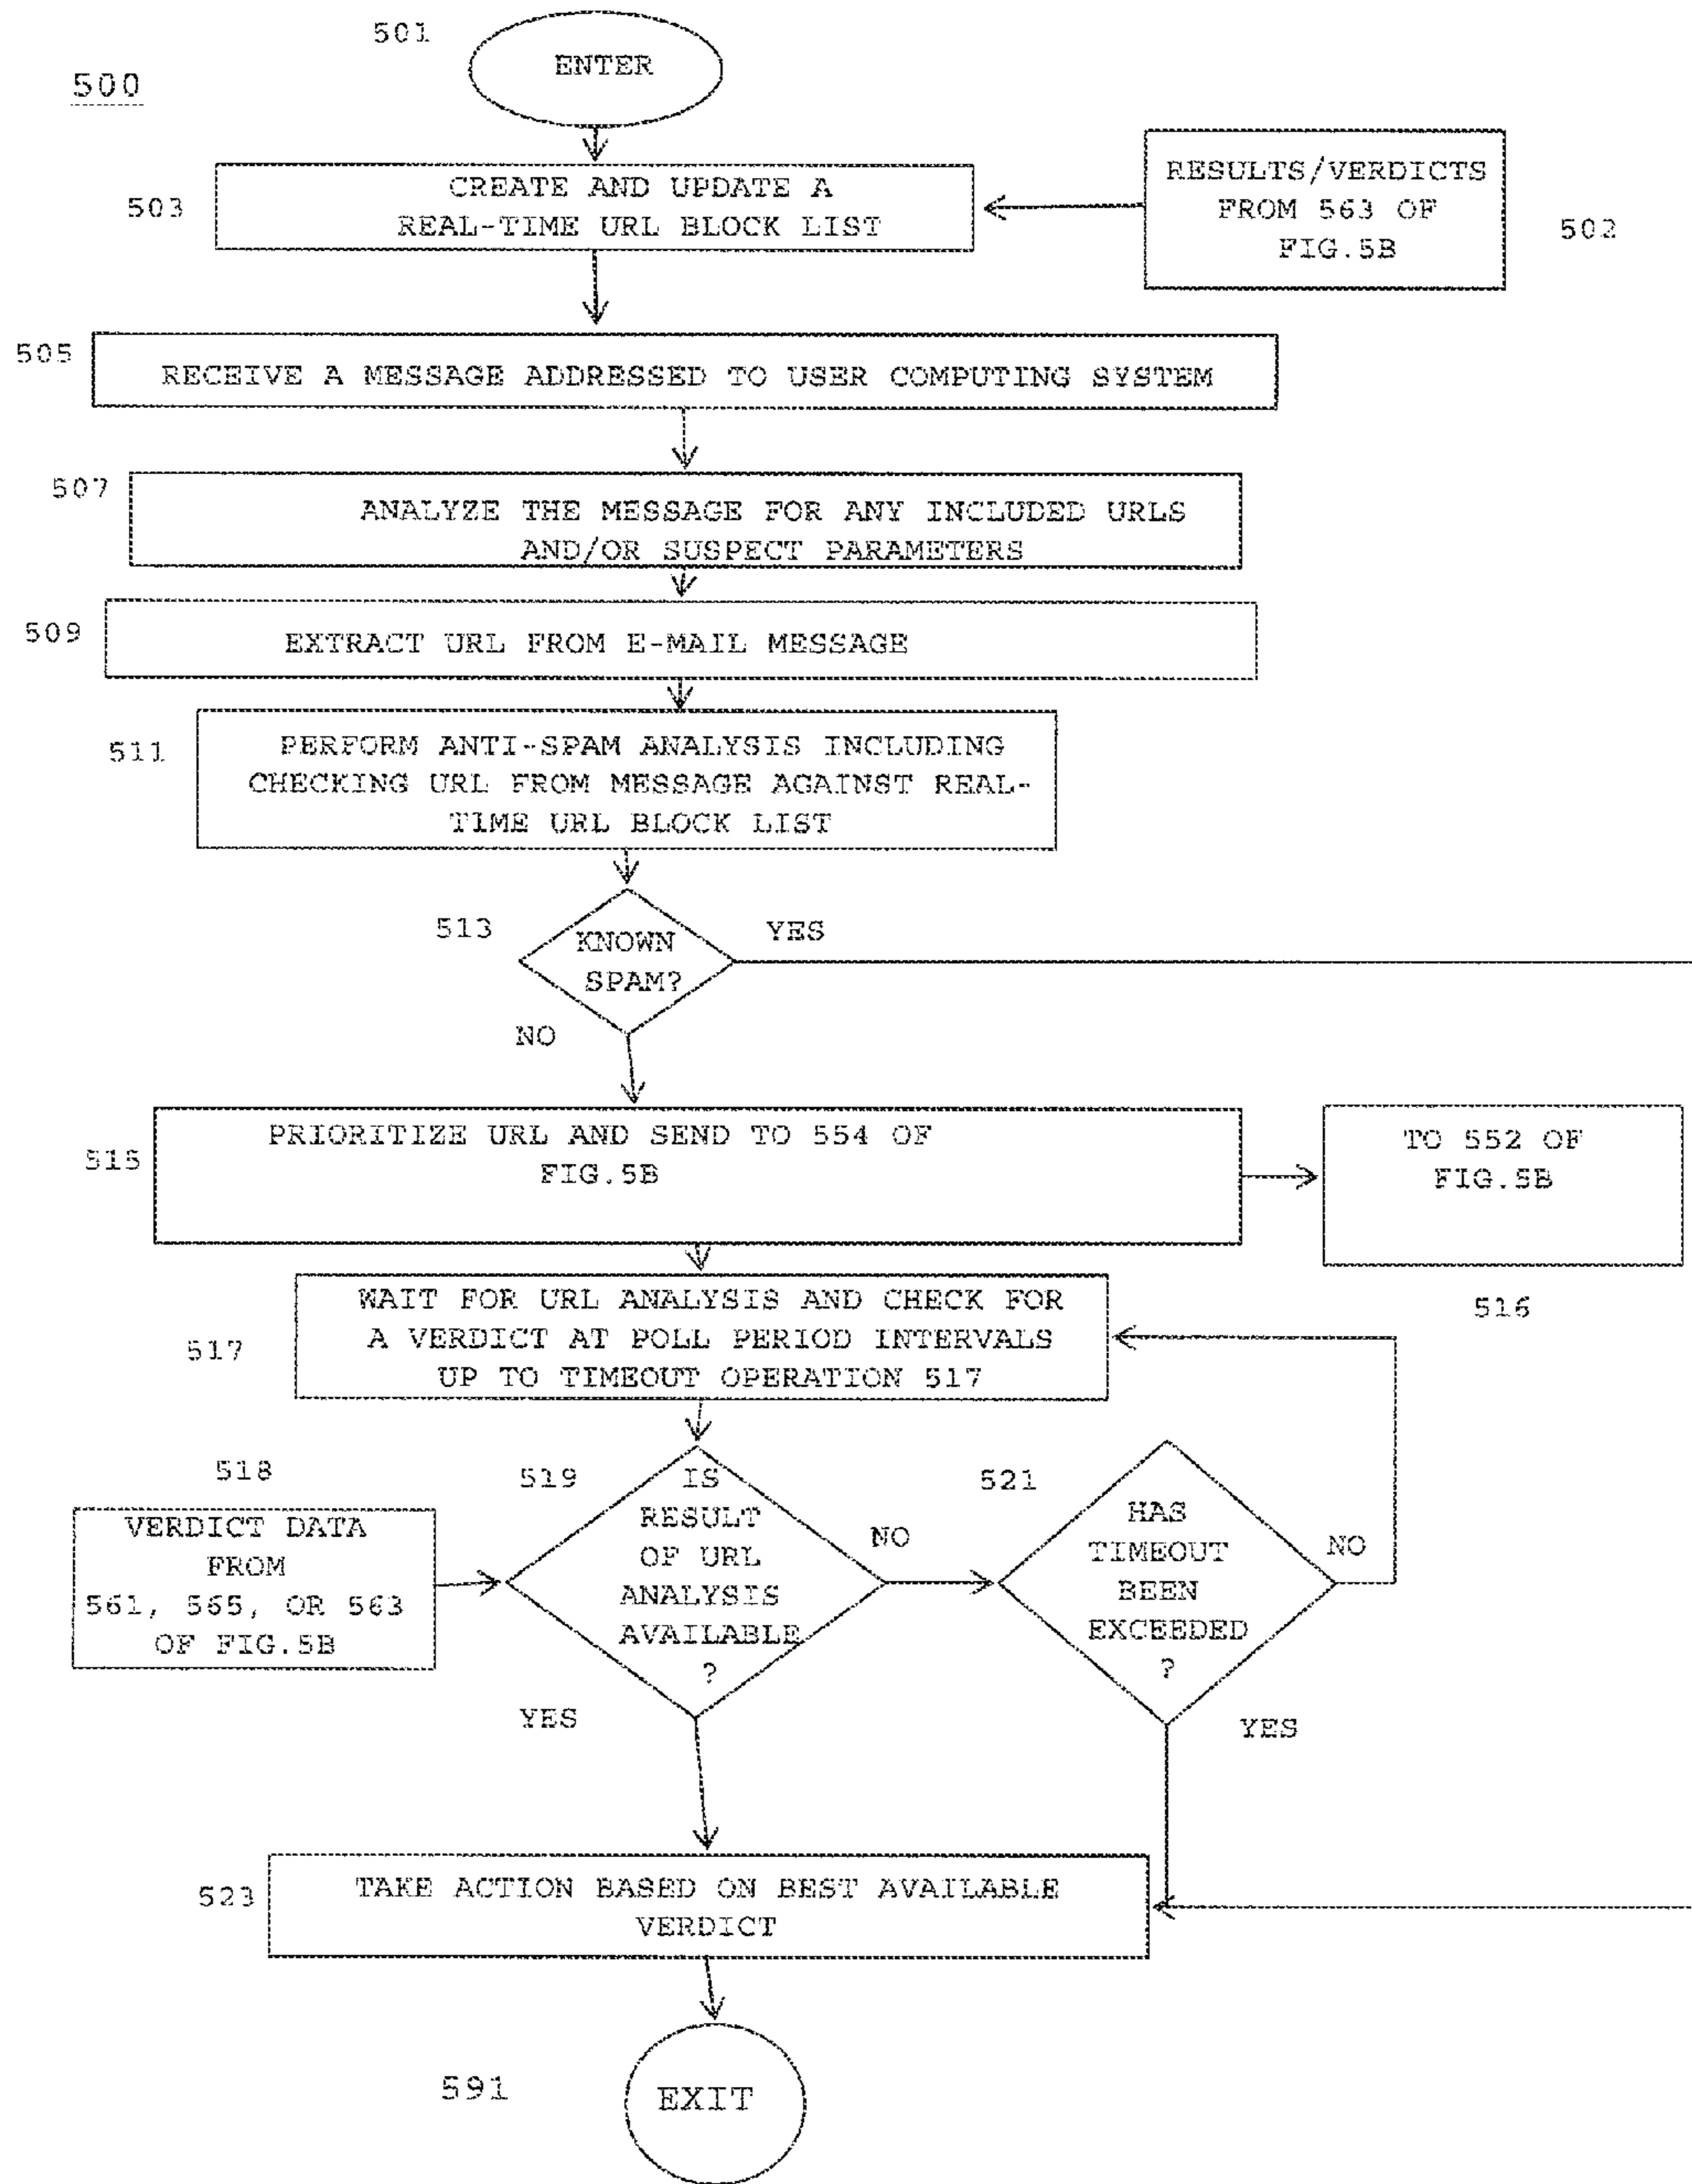 501
ENTER
500
503
CREATE AND UPDATE A
REAL-TIME URL BLOCK LIST
RESULTS/VERDICTS
FROM 563 OF
FIG.5B
502
505
RECEIVE A MESSAGE ADDRESSED TO USER COMPUTING SYSTEM
507
ANALYZE THE MESSAGE FOR ANY INCLUDED URLS
AND/OR SUSPECT PARAMETERS
509
EXTRACT URL FROM E-MAIL MESSAGE
511
PERFORM ANTI-SPAM ANALYSIS INCLUDING
CHECKING URL FROM MESSAGE AGAINST REAL-
TIME URL BLOCK LIST
513
KNOWN
SPAM?
YES
NO
515
PRIORITIZE URL AND SEND TO 554 OF
FIG.5B
TO 552 OF
FIG.5B
516
517
WAIT FOR URL ANALYSIS AND CHECK FOR
A VERDICT AT POLL PERIOD INTERVALS
UP TO TIMEOUT OPERATION 517
518
VERDICT DATA
FROM
561, 565, OR 563
OF FIG.5B
519
IS
RESULT
OF URL
ANALYSIS
AVAILABLE
?
NO
YES
521
HAS
TIMEOUT
BEEN
EXCEEDED
?
NO
YES
523
TAKE ACTION BASED ON BEST AVAILABLE
VERDICT
591
EXIT